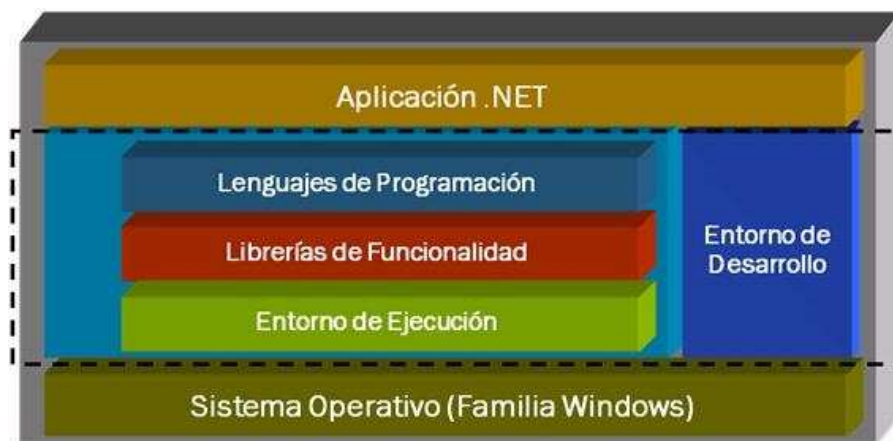 Aplicación .NET
Lenguajes de Programación
Librerías de Funcionalidad
Entorno de Ejecución
Entorno de
Desarrollo
Sistema Operativo (Familia Windows)